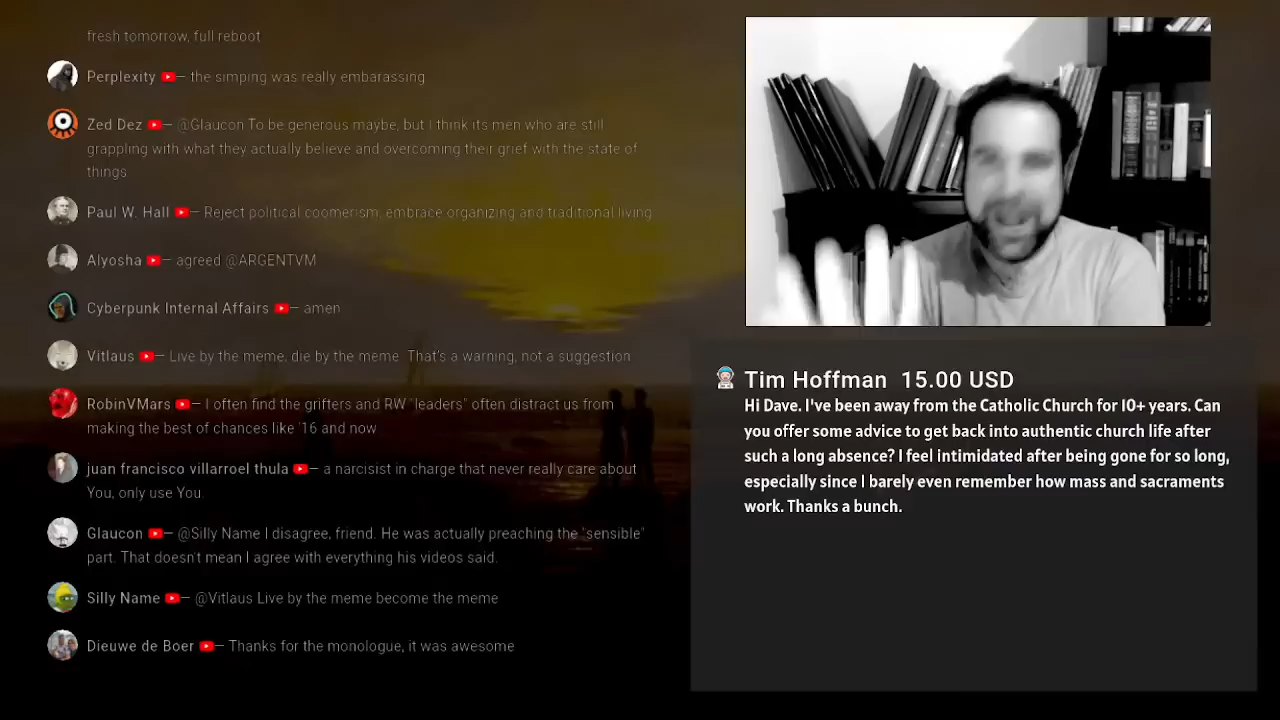 fresh tomorrow, full reboot
Perplexity — the simping was really embarassing
Zed Dez — @Glaucon To be generous maybe, but I think its men who are still
grappling with what they actually believe and overcoming their grief with the state of
things
Paul W. Hall — Reject political coomerism, embrace organizing and traditional living
Alyosha — agreed @ARGENTVM
Cyberpunk Internal Affairs — amen
Vitlaus — Live by the meme, die by the meme. That's a warning, not a suggestion
RobinVMars — I often find the grifters and RW "leaders" often distract us from
making the best of chances like '16 and now
juan francisco villarroel thula — a narcisist in charge that never really care about
You, only use You.
Glaucon — @Silly Name I disagree, friend. He was actually preaching the "sensible"
part. That doesn't mean I agree with everything his videos said.
Silly Name — @Vitlaus Live by the meme become the meme
Dieuwe de Boer — Thanks for the monologue, it was awesome
Tim Hoffman 15.00 USD
Hi Dave. I've been away from the Catholic Church for 10+ years. Can
you offer some advice to get back into authentic church life after
such a long absence? I feel intimidated after being gone for so long,
especially since I barely even remember how mass and sacraments
work. Thanks a bunch.